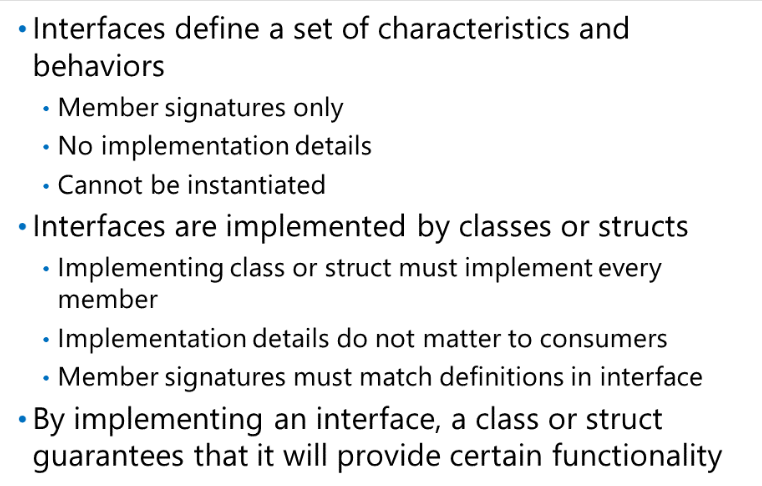 • Interfaces define a set of characteristics and
behaviors
• Member signatures only
• No implementation details
• Cannot be instantiated
• Interfaces are implemented by classes or structs
• Implementing class or struct must implement every
member
• Implementation details do not matter to consumers
• Member signatures must match definitions in interface
• By implementing an interface, a class or struct
guarantees that it will provide certain functionality